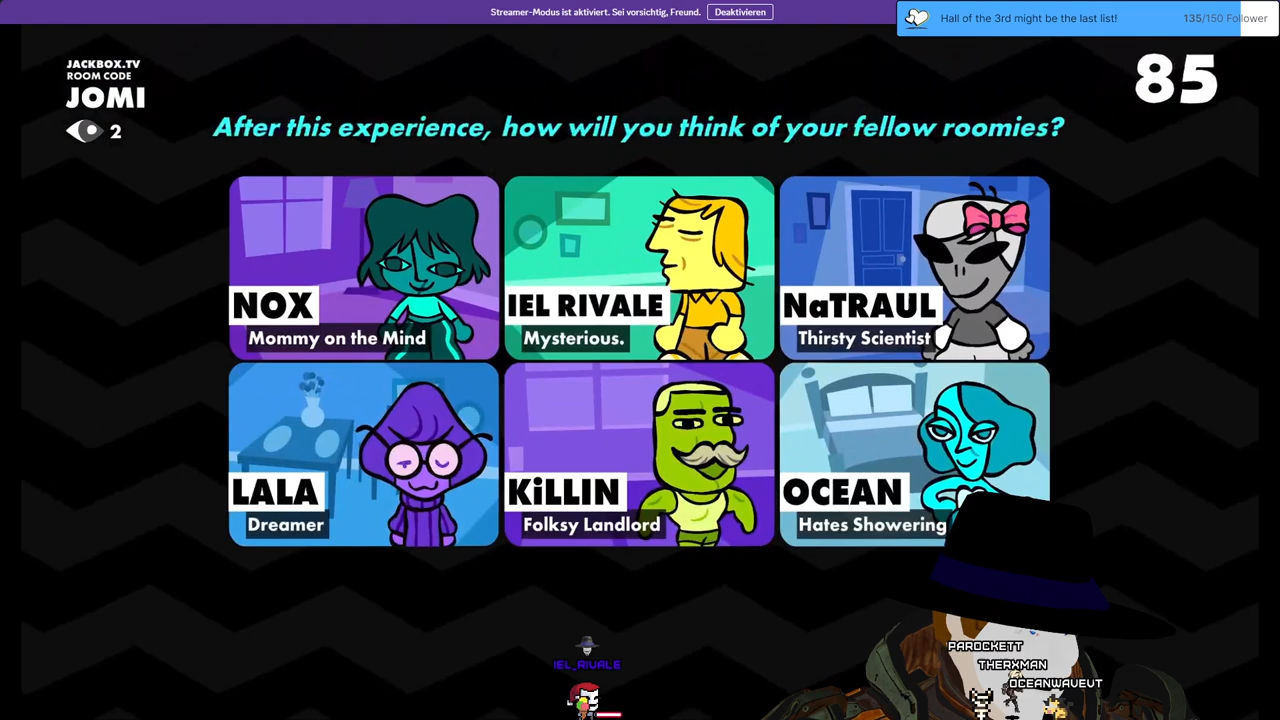 Streamer-Modus ist aktiviert. Sei vorsichtig, Freund. Deaktivieren
Hall of the 3rd might be the last list! 135/150 Follower
JACKBOX.TV
ROOM CODE
JOMI
2
85
After this experience, how will you think of your fellow roomies?
NOX
Mommy on the Mind
IEL RIVALE
Mysterious.
NaTRAUL
Thirsty Scientist
LALA
Dreamer
KiLLIN
Folksy Landlord
OCEAN
Hates Showering
IEL_RIVALE
PAROCKETT
THERXMAN
OCEANWAVEVT